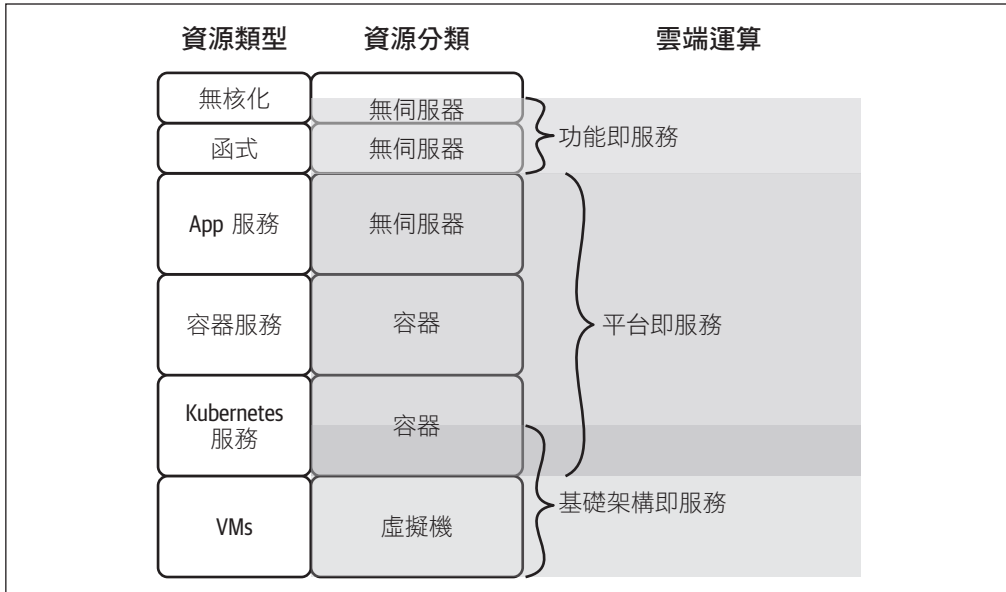 資源類型 資源分類 雲端運算
無核化 無伺服器
函式 無伺服器
功能即服務
App 服務 無伺服器
容器服務 容器
平台即服務
Kubernetes
服務
容器
基礎架構即服務
VMs 虛擬機